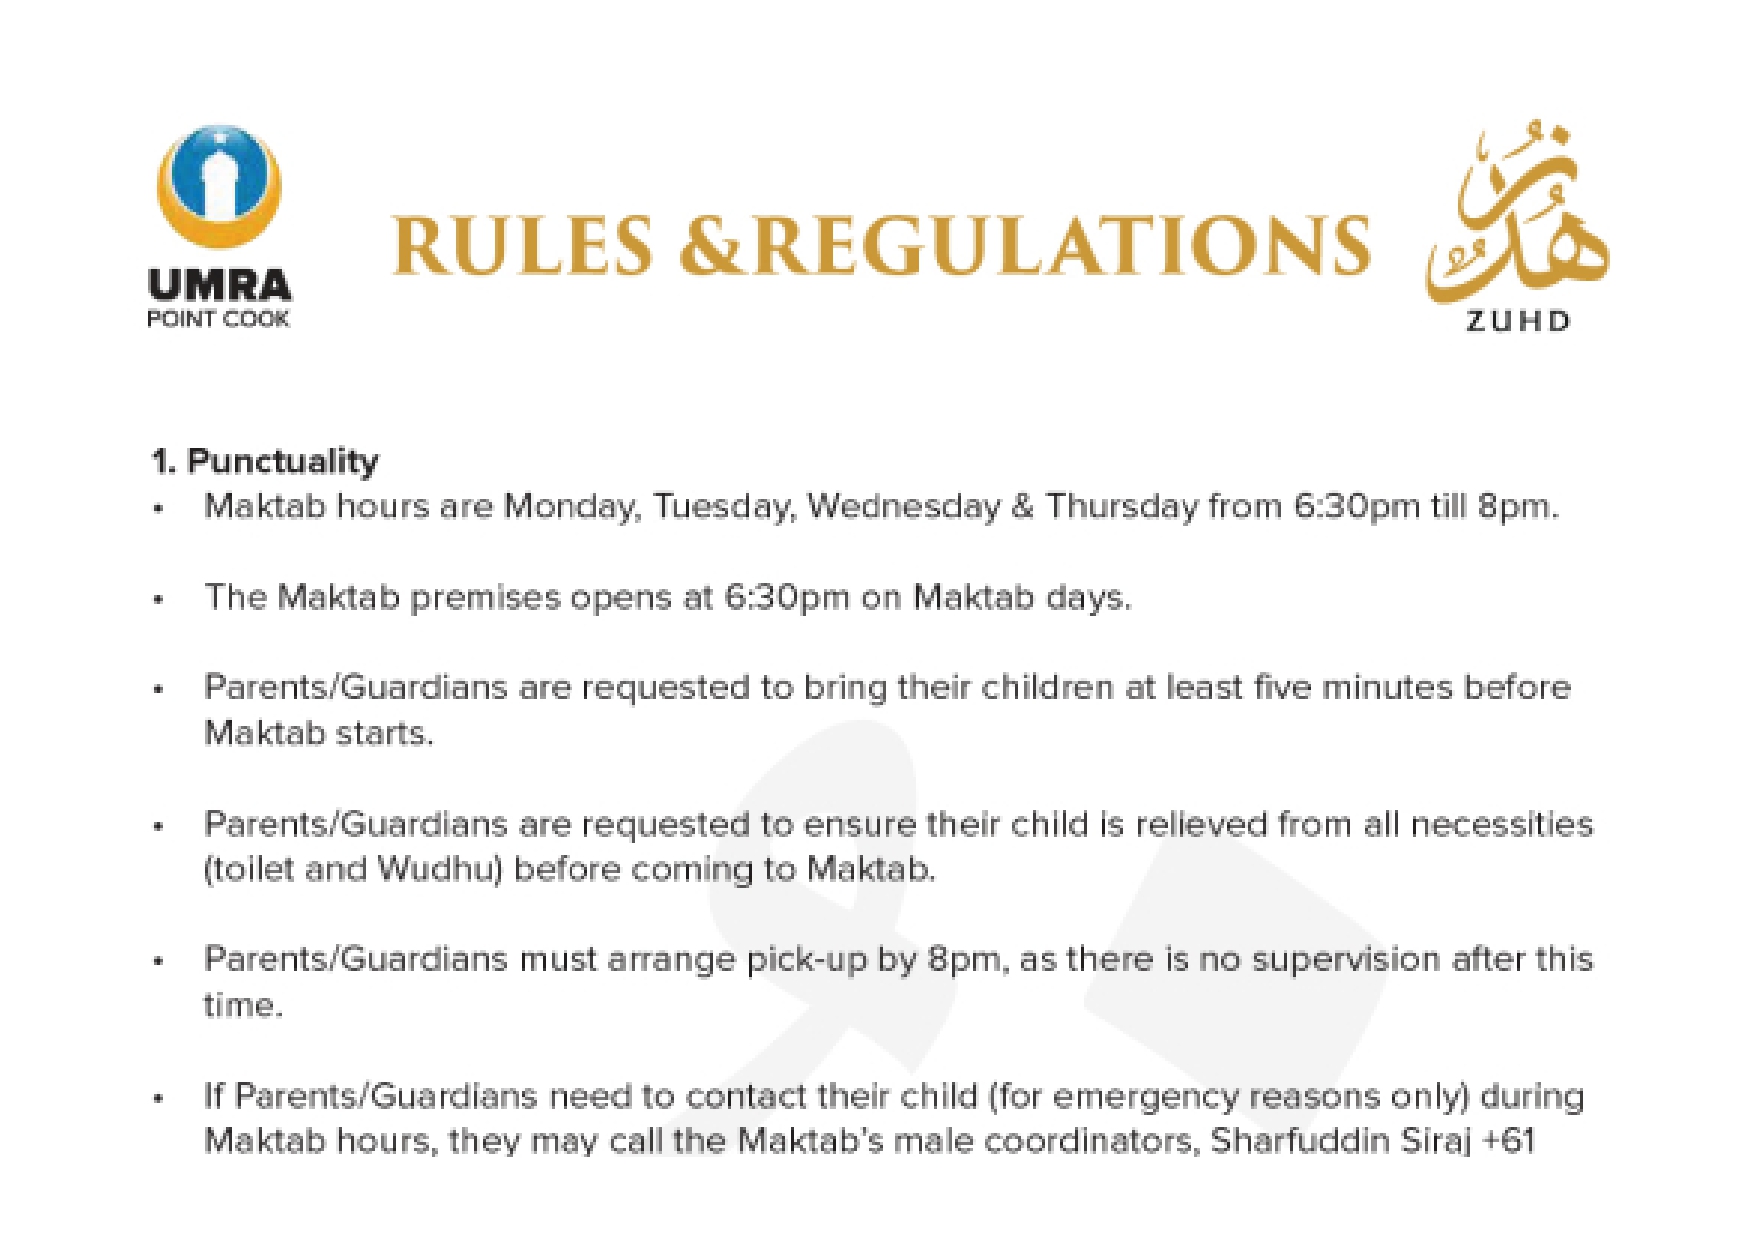 UMRA
POINT COOK
RULES &REGULATIONS
زُهْدٌ
ZUHD
1. Punctuality
• Maktab hours are Monday, Tuesday, Wednesday & Thursday from 6:30pm till 8pm.
• The Maktab premises opens at 6:30pm on Maktab days.
• Parents/Guardians are requested to bring their children at least five minutes before
Maktab starts.
• Parents/Guardians are requested to ensure their child is relieved from all necessities
(toilet and Wudhu) before coming to Maktab.
• Parents/Guardians must arrange pick-up by 8pm, as there is no supervision after this
time.
• If Parents/Guardians need to contact their child (for emergency reasons only) during
Maktab hours, they may call the Maktab's male coordinators, Sharfuddin Siraj +61